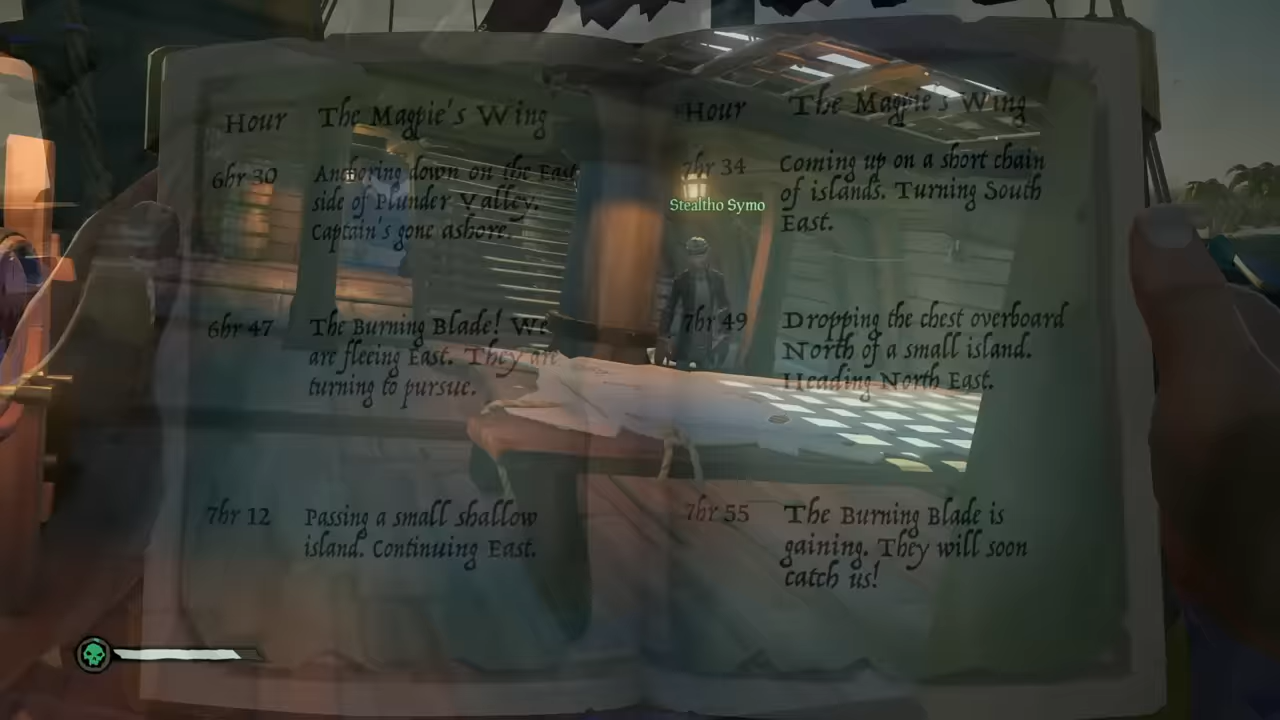 Hour The Magpie's Wing
6hr 30 Anchoring down on the East
side of Plunder Valley.
Captain's gone ashore.
6hr 47 The Burning Blade! We
are fleeing East. They are
turning to pursue.
7hr 12 Passing a small shallow
island. Continuing East.
Hour The Magpie's Wing
7hr 34 Coming up on a short chain
of islands. Turning South
East.
Stealtho Symo
7hr 49 Dropping the chest overboard
North of a small island.
Heading North East.
7hr 55 The Burning Blade is
gaining. They will soon
catch us!